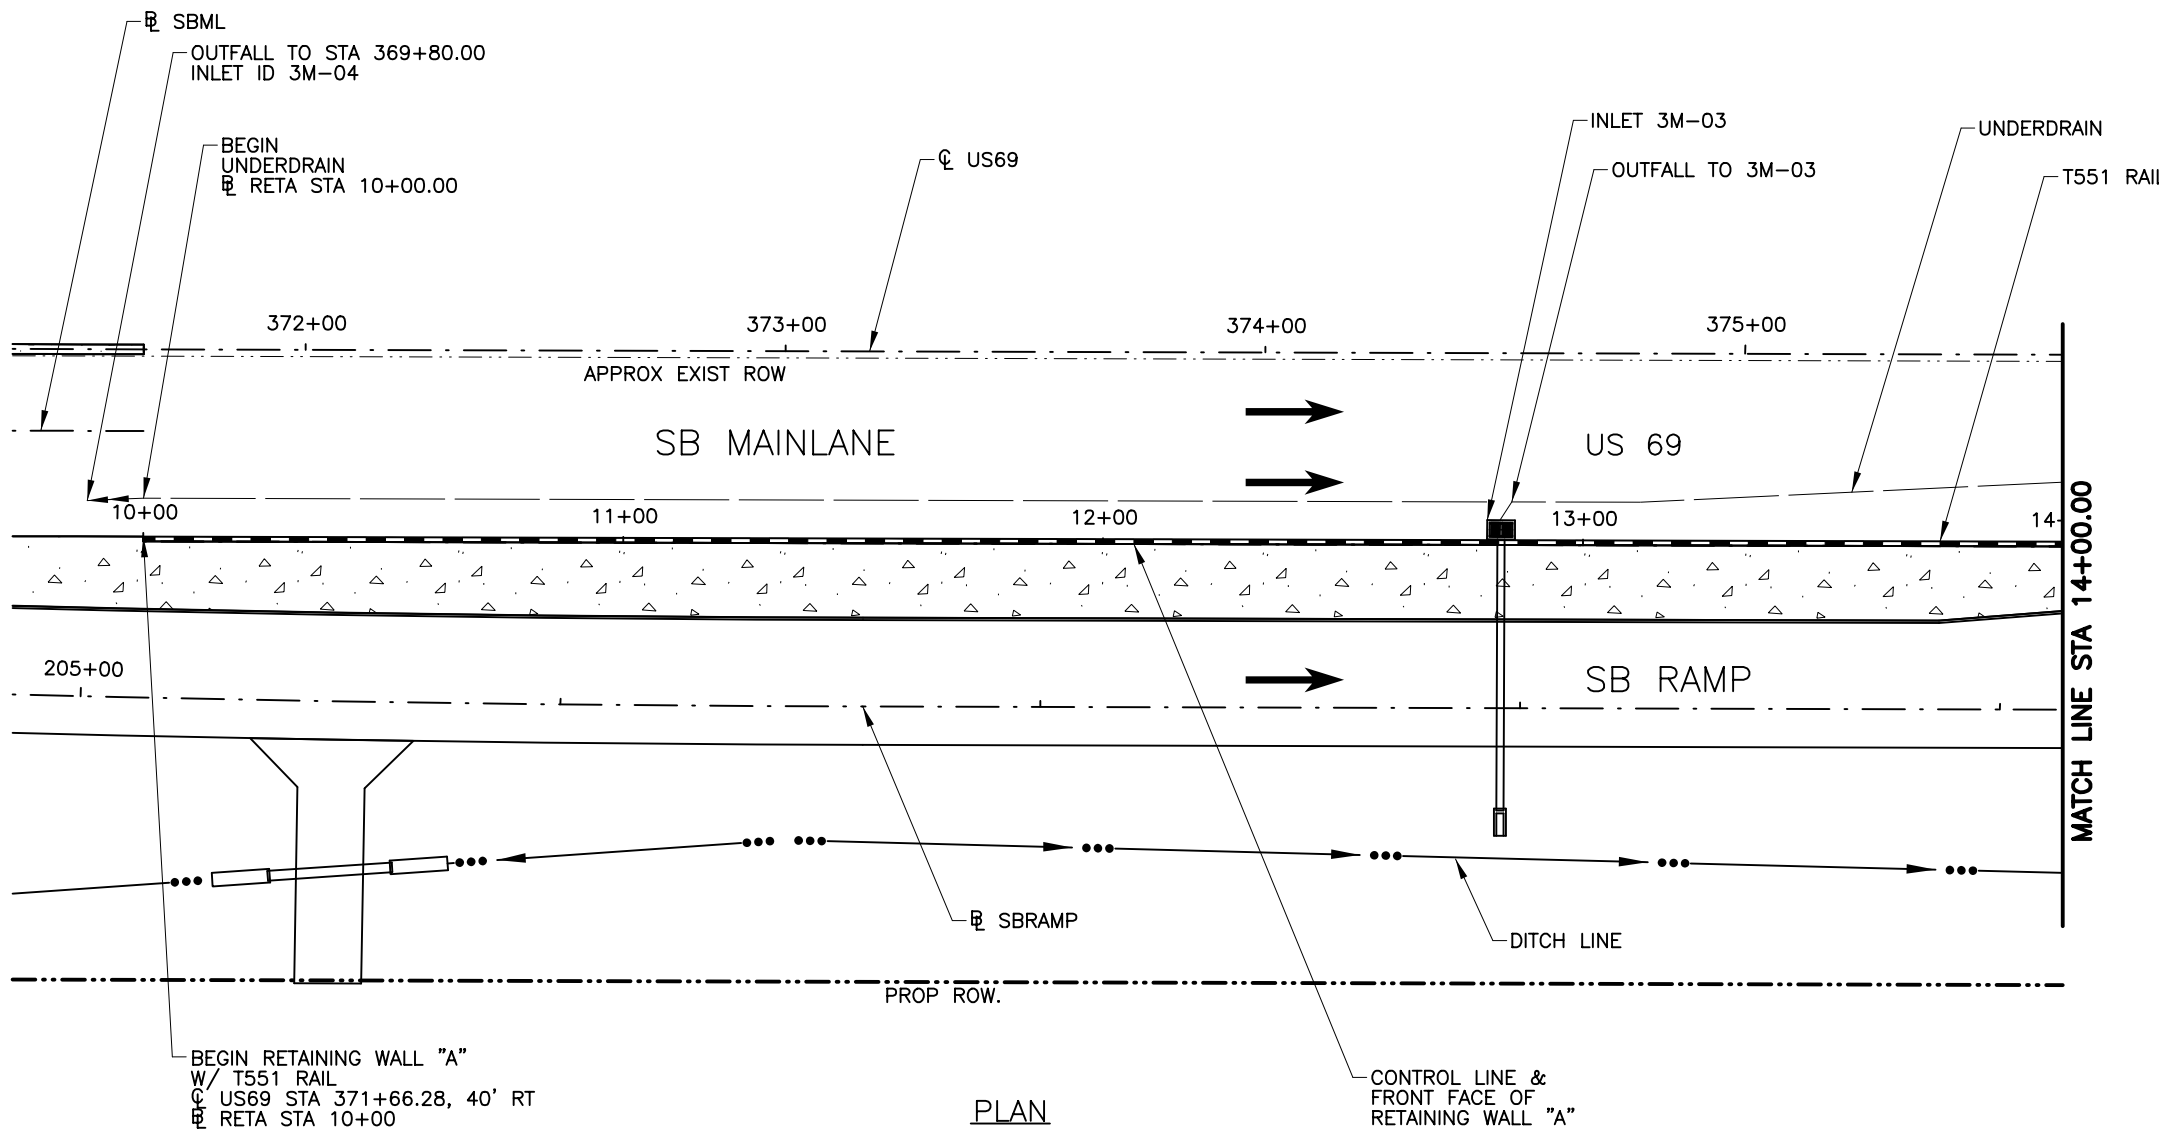 ℄ SBML
OUTFALL TO STA 369+80.00
INLET ID 3M-04
BEGIN
UNDERDRAIN
℄ RETA STA 10+00.00
℄ US69
INLET 3M-03
OUTFALL TO 3M-03
UNDERDRAIN
T551 RAIL
372+00
373+00
374+00
375+00
APPROX EXIST ROW
SB MAINLANE
US 69
10+00
11+00
12+00
13+00
14-
MATCH LINE STA 14+00.00
205+00
SB RAMP
℄ SBRAMP
DITCH LINE
PROP ROW.
BEGIN RETAINING WALL "A"
W/ T551 RAIL
℄ US69 STA 371+66.28, 40' RT
℄ RETA STA 10+00
PLAN
CONTROL LINE &
FRONT FACE OF
RETAINING WALL "A"